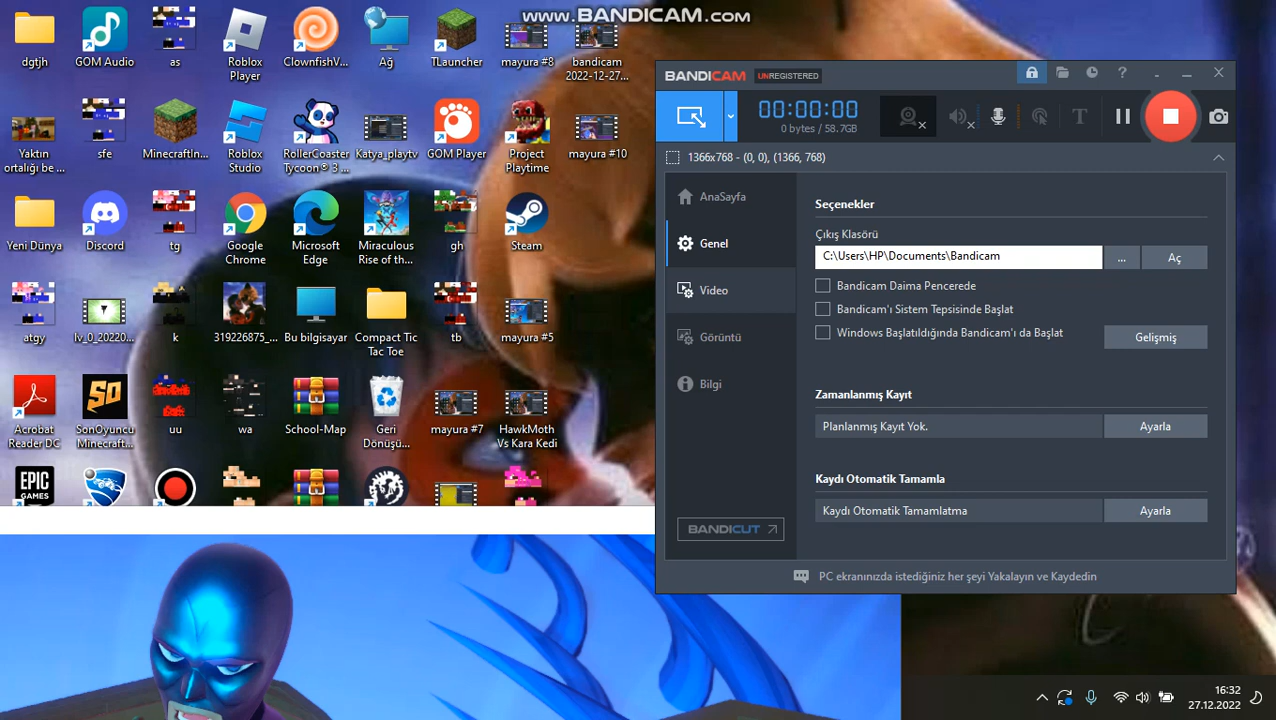 www.BANDICAM.com
dgtjh
GOM Audio
as
Roblox
Player
ClownfishV...
Ağ
TLauncher
mayura #8
bandicam
2022-12-27...
Yaktın
ortalığı be ...
sfe
MinecraftIn...
Roblox
Studio
RollerCoaster
Tycoon® 3 ...
Katya_playtv
GOM Player
Project
Playtime
mayura #10
Yeni Dünya
Discord
tg
Google
Chrome
Microsoft
Edge
Miraculous
Rise of th...
gh
Steam
atgy
lv_0_20220...
k
319226875_...
Bu bilgisayar
Compact Tic
Tac Toe
tb
mayura #5
Acrobat
Reader DC
SO
SonOyuncu
Minecraft...
uu
wa
School-Map
Geri
Dönüşü...
mayura #7
HawkMoth
Vs Kara Kedi
EPIC
GAMES
BANDICAM UNREGISTERED
00:00:00
0 bytes / 58.7GB
1366x768 - (0, 0), (1366, 768)
AnaSayfa
Genel
Video
Görüntü
Bilgi
BANDICUT
Seçenekler
Çıkış Klasörü
C:\Users\HP\Documents\Bandicam
...
Aç
Bandicam Daima Pencerede
Bandicam'ı Sistem Tepsisinde Başlat
Windows Başlatıldığında Bandicam'ı da Başlat
Gelişmiş
Zamanlanmış Kayıt
Planlanmış Kayıt Yok.
Ayarla
Kaydı Otomatik Tamamla
Kaydı Otomatik Tamamlatma
Ayarla
PC ekranınızda istediğiniz her şeyi Yakalayın ve Kaydedin
16:32
27.12.2022